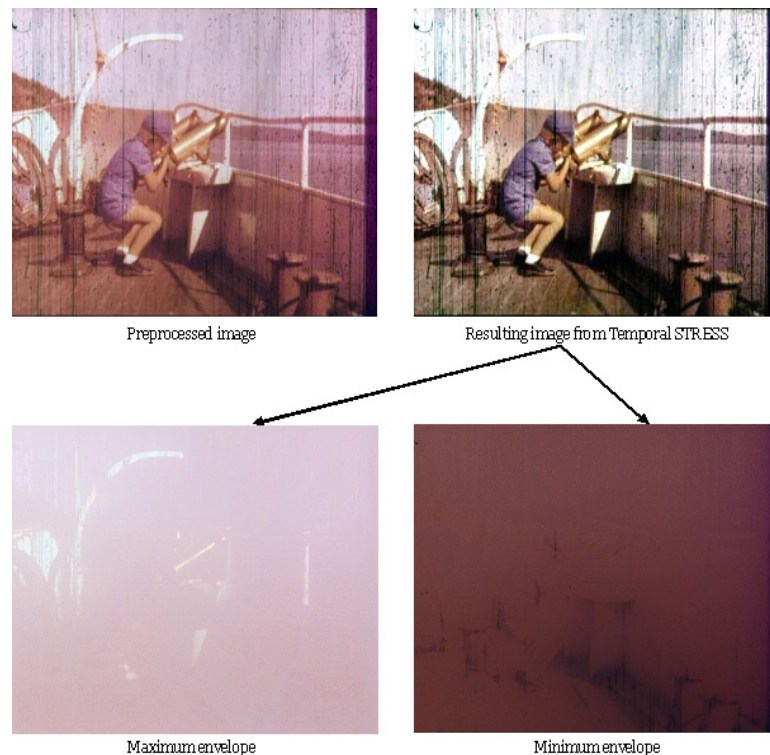 Preprocessed image
Resulting image from Temporal STRESS
Maximum envelope
Minimum envelope